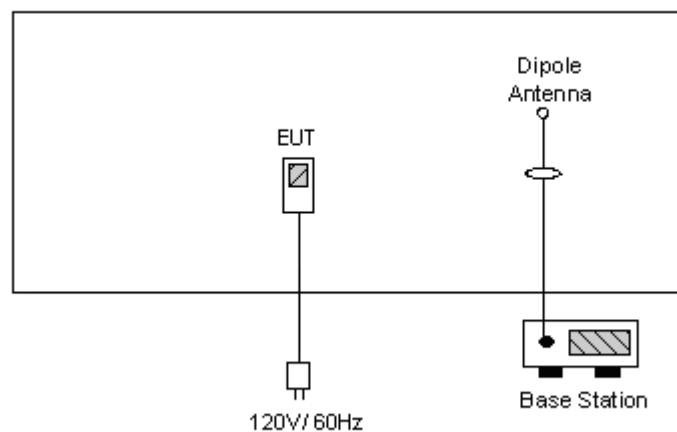 Dipole
Antenna
EUT
Base Station
120V/ 60Hz